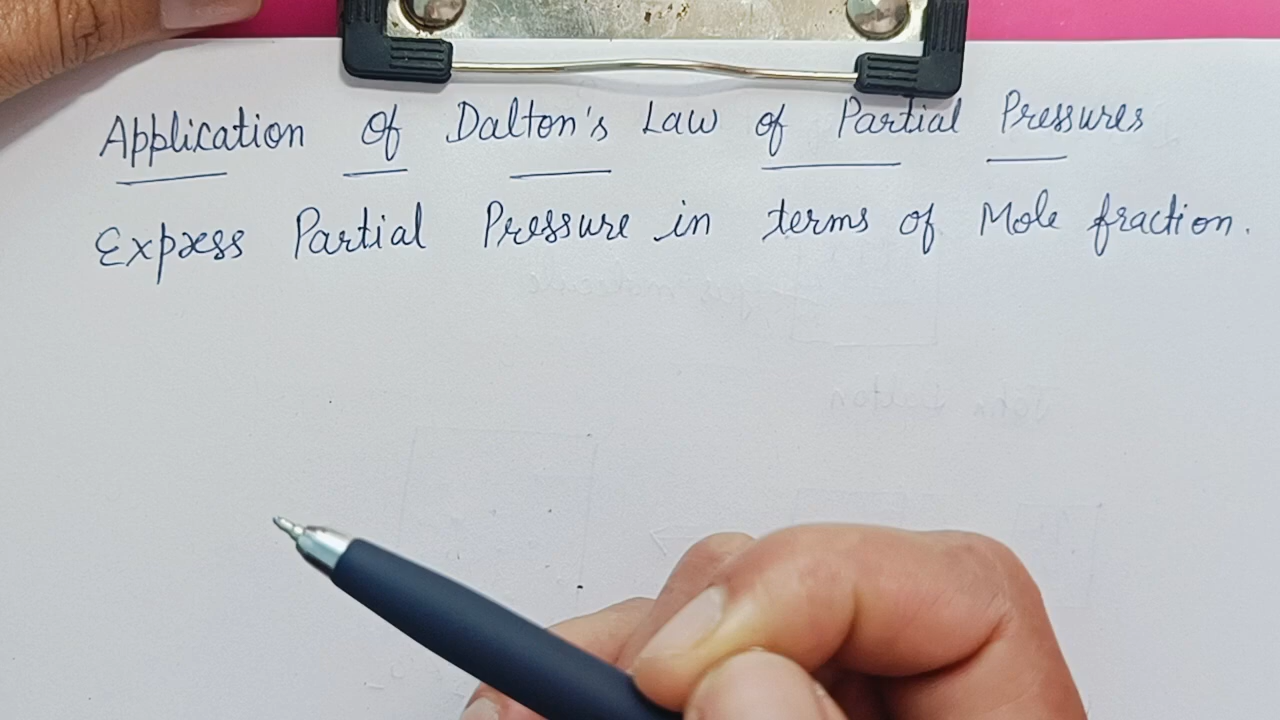 Application Of Dalton's Law of Partial Pressures
Express Partial Pressure in terms of Mole fraction.